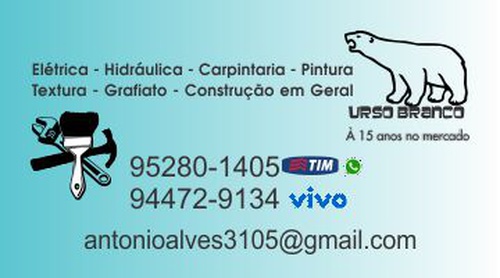 Elétrica - Hidráulica - Carpintaria - Pintura
Textura - Grafiato - Construção em Geral
URSO BRANCO
À 15 anos no mercado
95280-1405 TIM
94472-9134 vivo
antonioalves3105@gmail.com